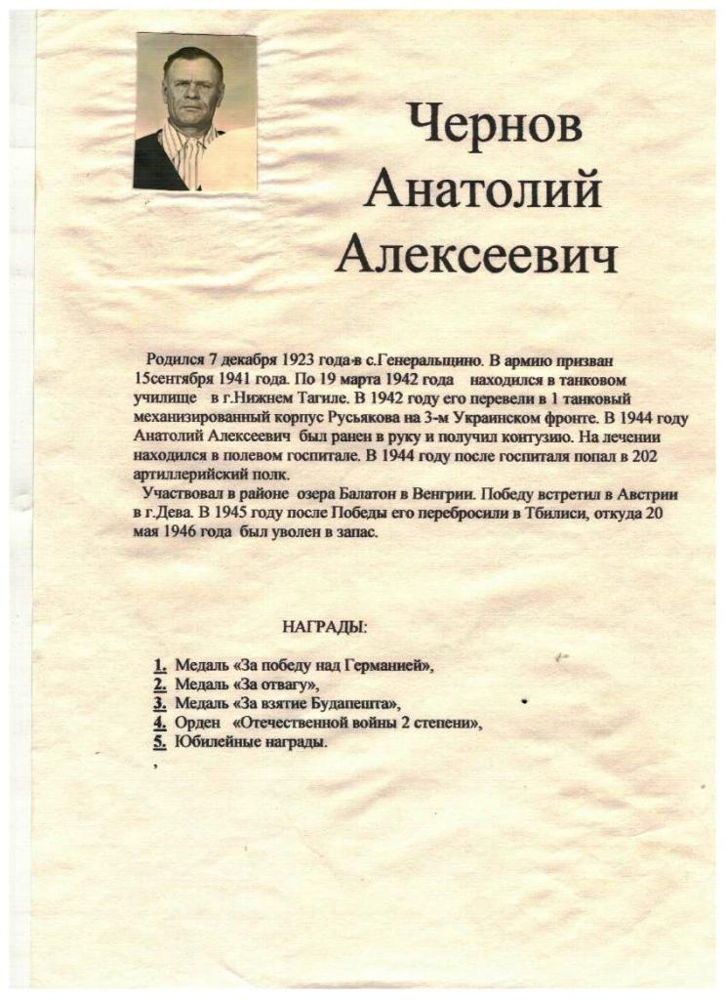 Чернов
Анатолий
Алексеевич
Родился 7 декабря 1923 года в с.Генеральщино. В армию призван
15сентября 1941 года. По 19 марта 1942 года находился в танковом
училище в г.Нижнем Тагиле. В 1942 году его перевели в 1 танковый
механизированный корпус Русьякова на 3-м Украинском фронте. В 1944 году
Анатолий Алексеевич был ранен в руку и получил контузию. На лечении
находился в полевом госпитале. В 1944 году после госпиталя попал в 202
артиллерийский полк.
Участвовал в районе озера Балатон в Венгрии. Победу встретил в Австрии
в г.Дева. В 1945 году после Победы его перебросили в Тбилиси, откуда 20
мая 1946 года был уволен в запас.
НАГРАДЫ:
1. Медаль «За победу над Германией»,
2. Медаль «За отвагу»,
3. Медаль «За взятие Будапешта»,
4. Орден «Отечественной войны 2 степени»,
5. Юбилейные награды.
,